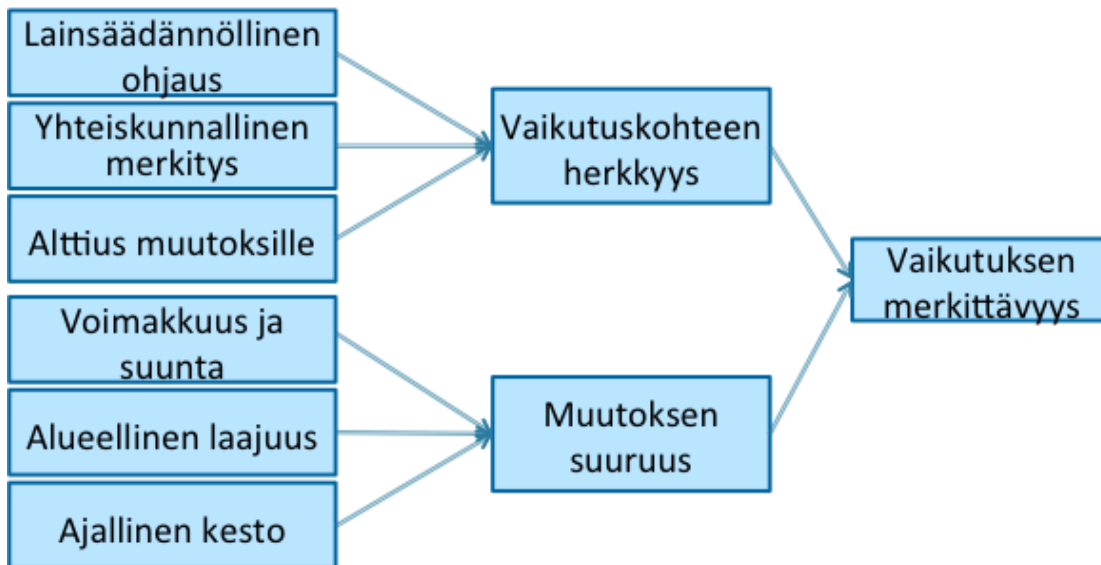 Lainsäädännöllinen
ohjaus
Yhteiskunnallinen
merkitys
Alttius muutoksille
Voimakkuus ja
suunta
Alueellinen laajuus
Ajallinen kesto
Vaikutuskohteen
herkkyys
Muutoksen
suuruus
Vaikutuksen
merkittävyys